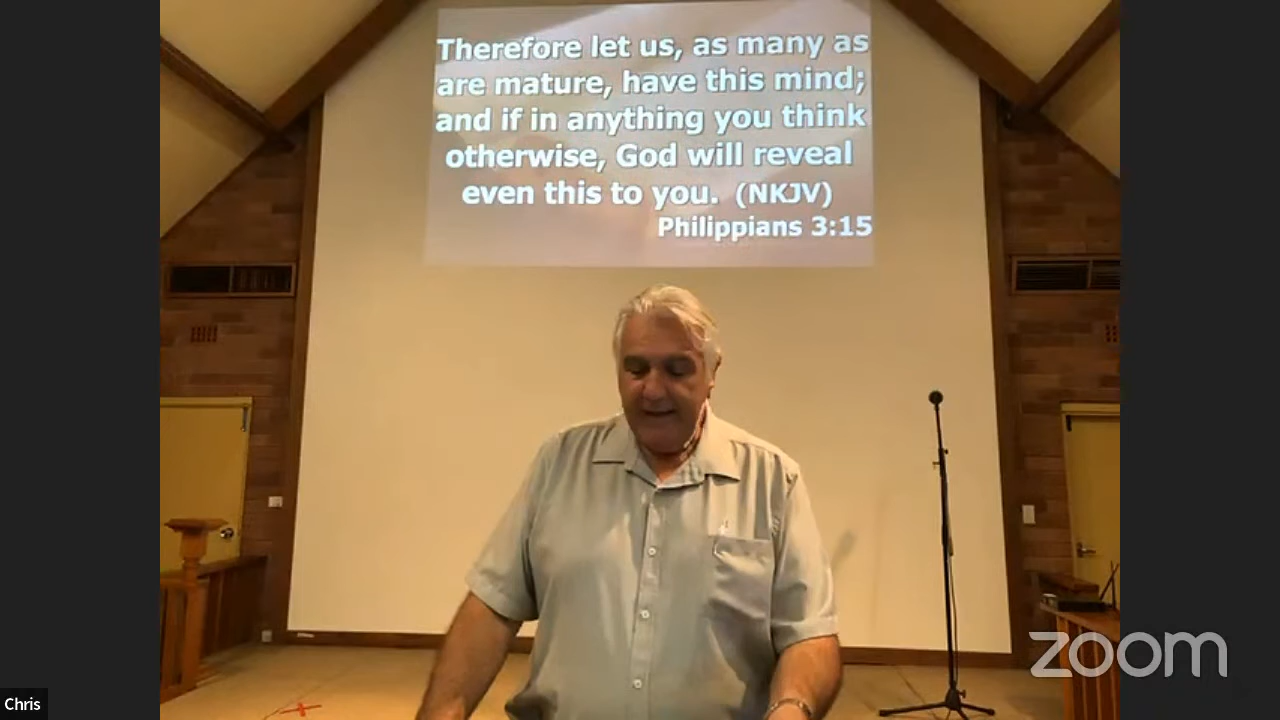 Therefore let us, as many as
are mature, have this mind;
and if in anything you think
otherwise, God will reveal
even this to you. (NKJV)
Philippians 3:15
zoom
Chris